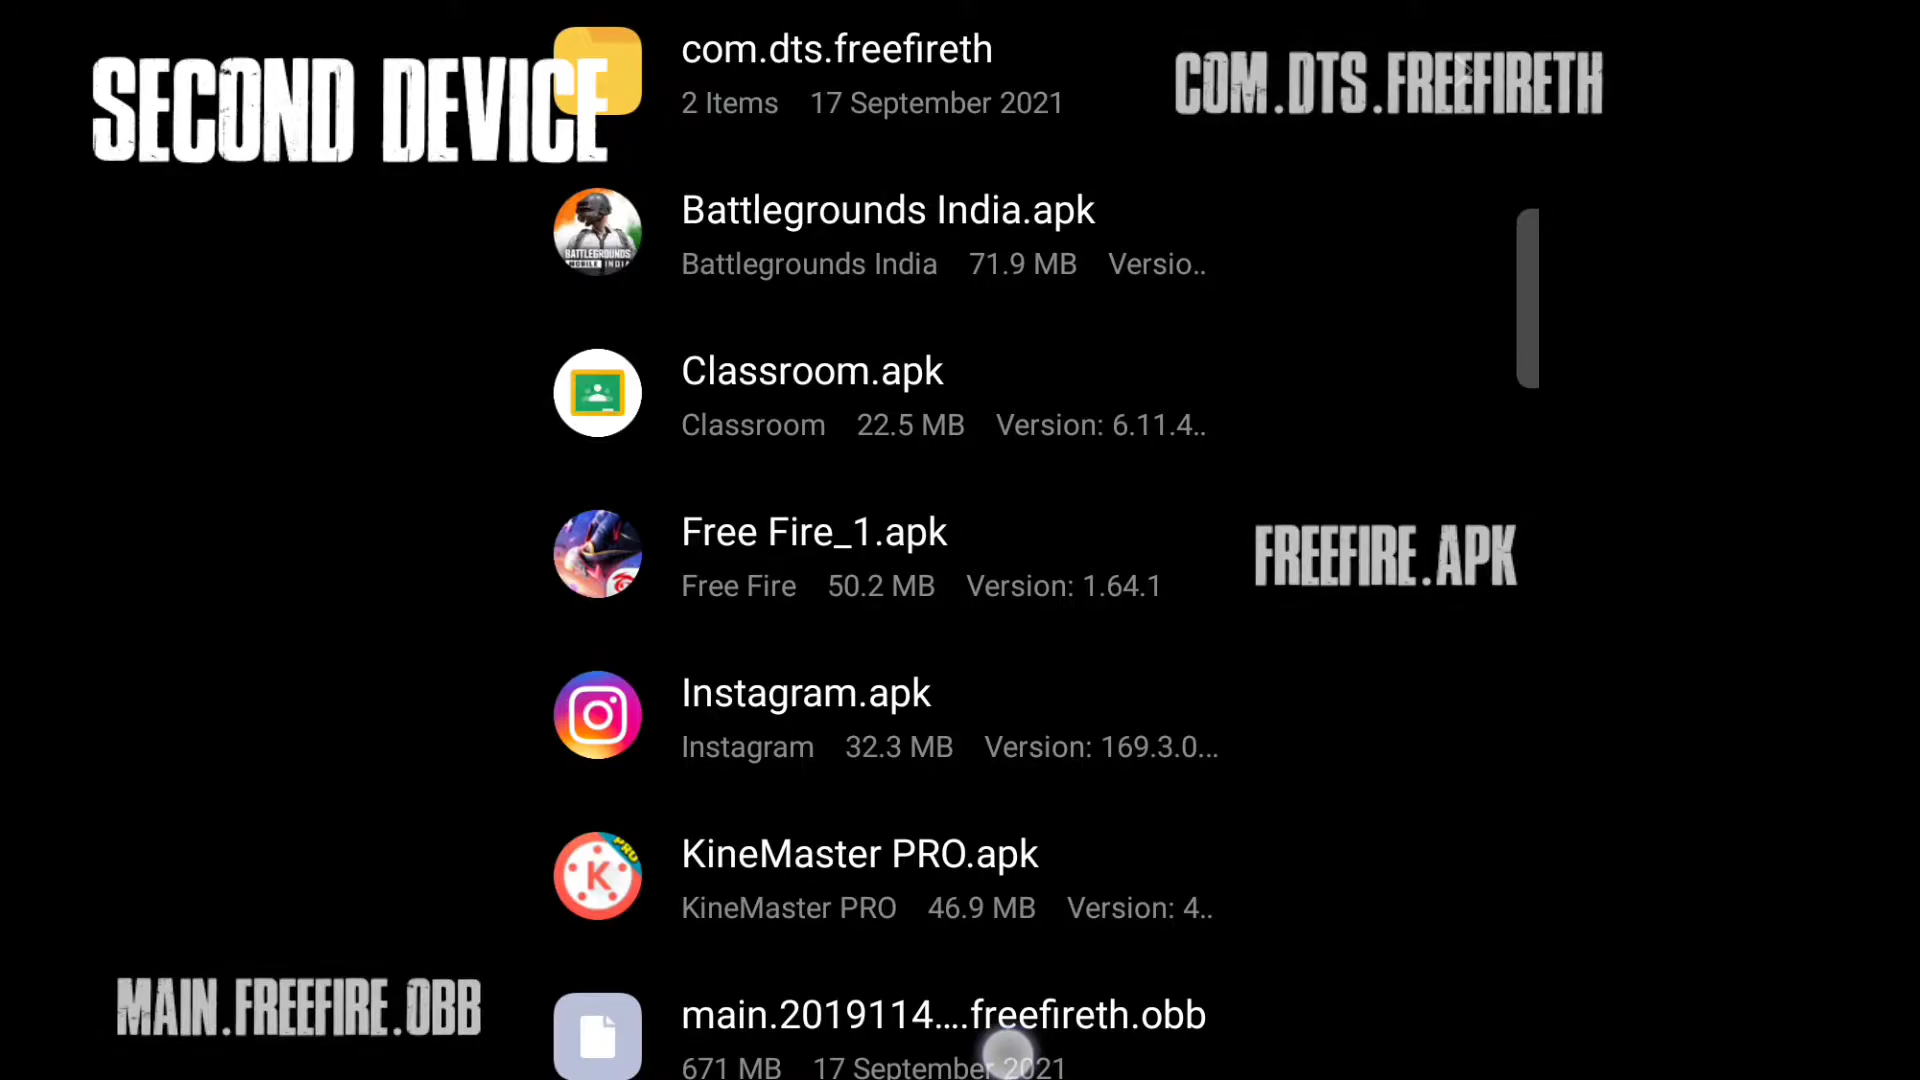 SECOND DEVICE
com.dts.freefireth
2 Items 17 September 2021
COM.DTS.FREEFIRETH
Battlegrounds India.apk
Battlegrounds India 71.9 MB Versio..
BATTLEGROUNDS
MOBILE INDIA
Classroom.apk
Classroom 22.5 MB Version: 6.11.4..
Free Fire_1.apk
Free Fire 50.2 MB Version: 1.64.1
FREEFIRE.APK
Instagram.apk
Instagram 32.3 MB Version: 169.3.0...
PRO
K
KineMaster PRO.apk
KineMaster PRO 46.9 MB Version: 4..
MAIN.FREEFIRE.OBB
main.2019114....freefireth.obb
671 MB 17 September 2021